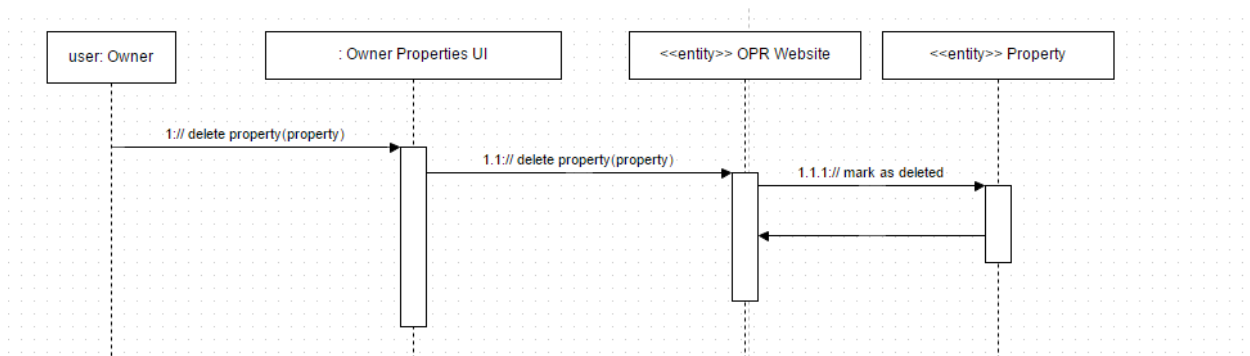 user: Owner
: Owner Properties UI
<<entity>> OPR Website
<<entity>> Property
1:// delete property(property)
1.1:// delete property(property)
1.1.1:// mark as deleted